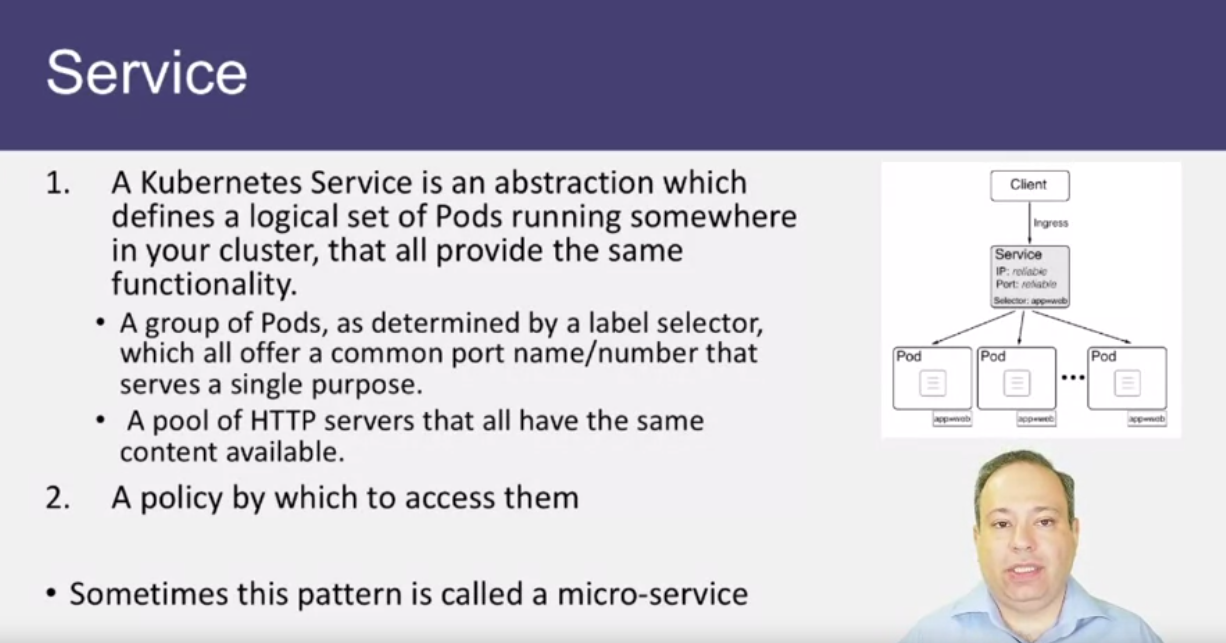 Service
1. A Kubernetes Service is an abstraction which
defines a logical set of Pods running somewhere
in your cluster, that all provide the same
functionality.
• A group of Pods, as determined by a label selector,
which all offer a common port name/number that
serves a single purpose.
• A pool of HTTP servers that all have the same
content available.
2. A policy by which to access them
• Sometimes this pattern is called a micro-service
Client
Ingress
Service
IP: reliable
Port: reliable
Selector: app=web
Pod Pod Pod
•••
app=web app=web app=web